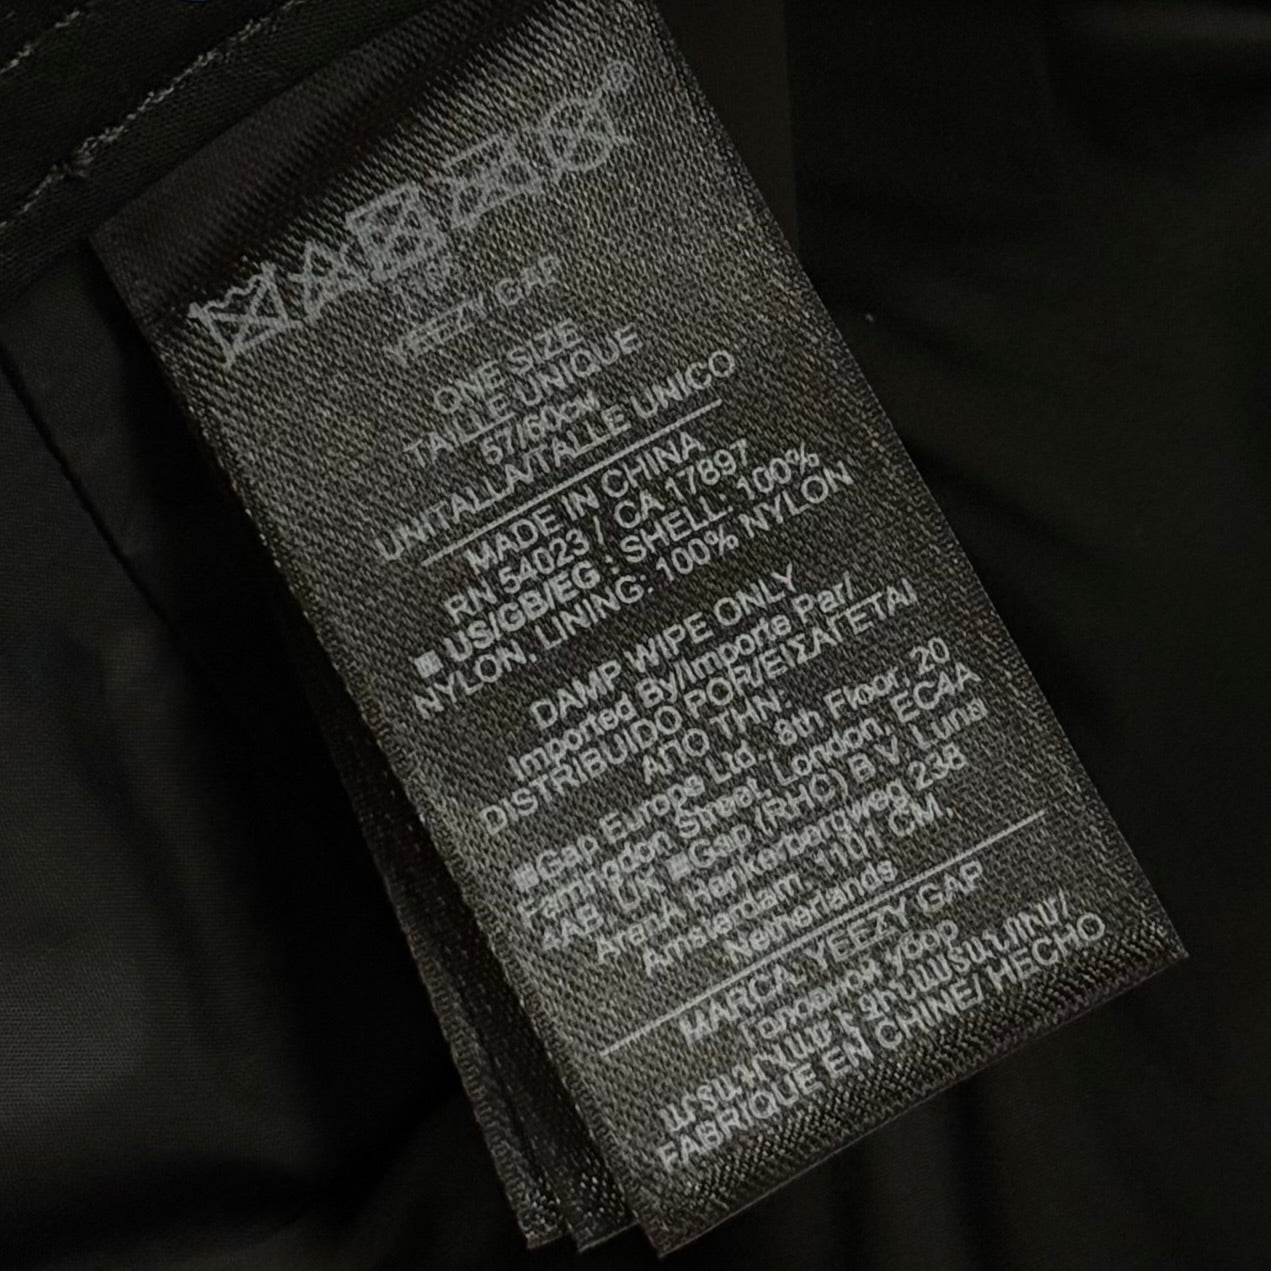 YEEZY GAP
ONE SIZE
TAILLE UNIQUE
57/60CM
UNITALLA/TALLE UNICO
MADE IN CHINA
RN 54023 / CA 17897
US/GB/EG : SHELL: 100%
NYLON, LINING: 100% NYLON
DAMP WIPE ONLY
Imported By/Importe Par/
DISTRIBUIDO POR/ΕΙΣΑΓΕΤΑΙ
ΑΠΟ ΤΗΝ:
Gap Europe Ltd., 8th Floor, 20
Farringdon Street, London, EC4A
4AB, UK Gap (RHC) B.V. Luna
ArenA Herikerbergweg 238
Amsterdam, 1101 CM,
Netherlands
MARCA, YEEZY GAP
Головной убор
FABRIQUE EN CHINE/ HECHO